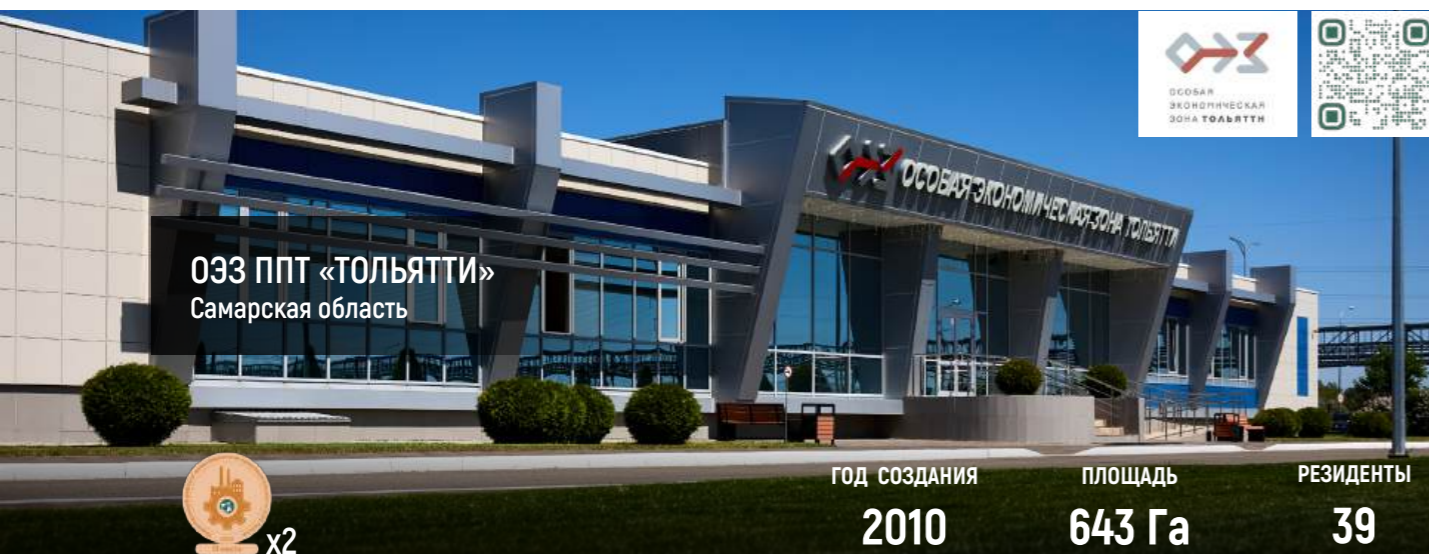 ОСОБАЯ
ЭКОНОМИЧЕСКАЯ
ЗОНА ТОЛЬЯТТИ
ОСОБАЯ ЭКОНОМИЧЕСКАЯ ЗОНА ТОЛЬЯТТИ
ОЭЗ ППТ «ТОЛЬЯТТИ»
Самарская область
ГОД СОЗДАНИЯ
2010
ПЛОЩАДЬ
643 Га
РЕЗИДЕНТЫ
39
x2